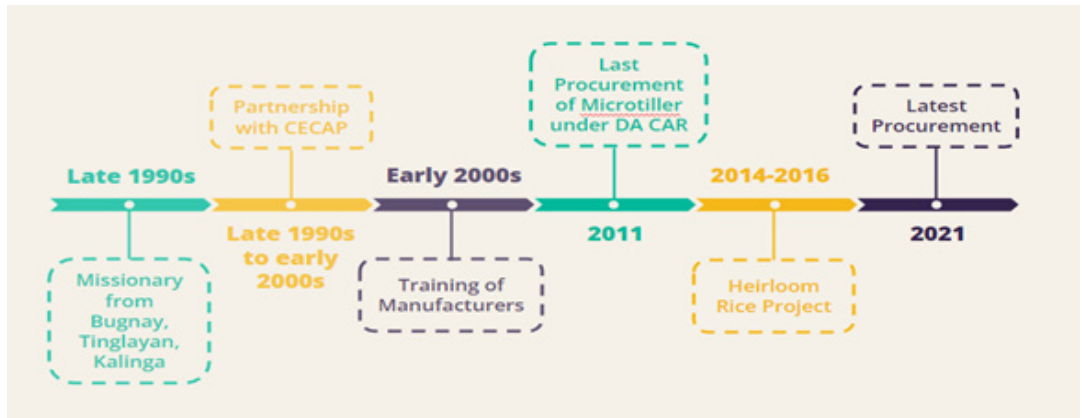 Late 1990s
Missionary
from
Bugnay,
Tinglayan,
Kalinga
Partnership
with CECAP
Late 1990s
to early
2000s
Early 2000s
Training of
Manufacturers
Last
Procurement
of Microtiller
under DA CAR
2011
2014-2016
Heirloom
Rice Project
Latest
Procurement
2021